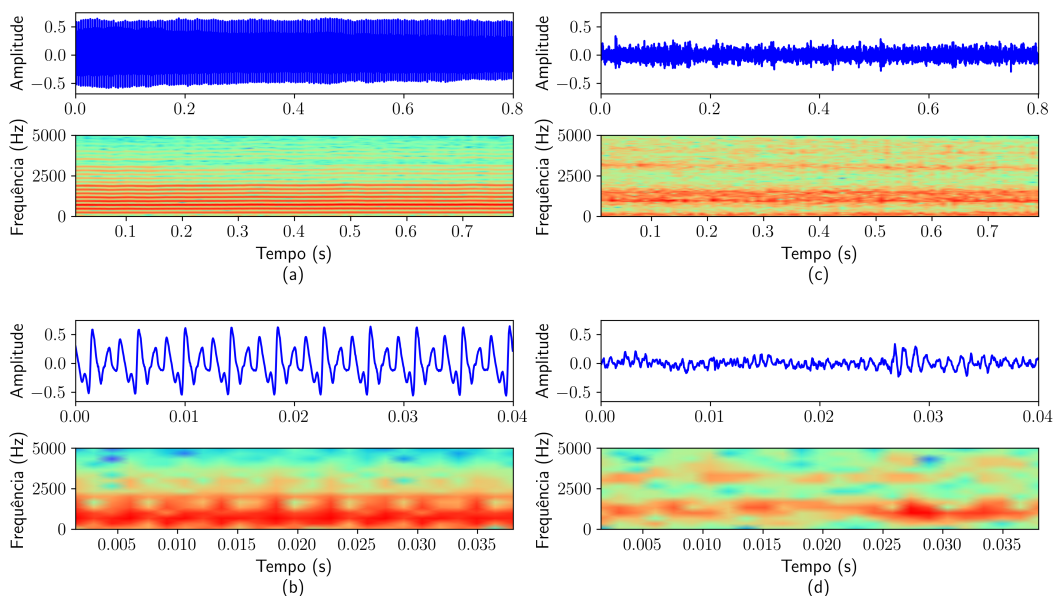 Amplitude
0.5
0.0
−0.5
0.0 0.2 0.4 0.6 0.8
Frequência (Hz)
5000
2500
0
0.1 0.2 0.3 0.4 0.5 0.6 0.7
Tempo (s)
(a)
Amplitude
0.5
0.0
−0.5
0.0 0.2 0.4 0.6 0.8
Frequência (Hz)
5000
2500
0
0.1 0.2 0.3 0.4 0.5 0.6 0.7
Tempo (s)
(c)
Amplitude
0.5
0.0
−0.5
0.00 0.01 0.02 0.03 0.04
Frequência (Hz)
5000
2500
0
0.005 0.010 0.015 0.020 0.025 0.030 0.035
Tempo (s)
(b)
Amplitude
0.5
0.0
−0.5
0.00 0.01 0.02 0.03 0.04
Frequência (Hz)
5000
2500
0
0.005 0.010 0.015 0.020 0.025 0.030 0.035
Tempo (s)
(d)